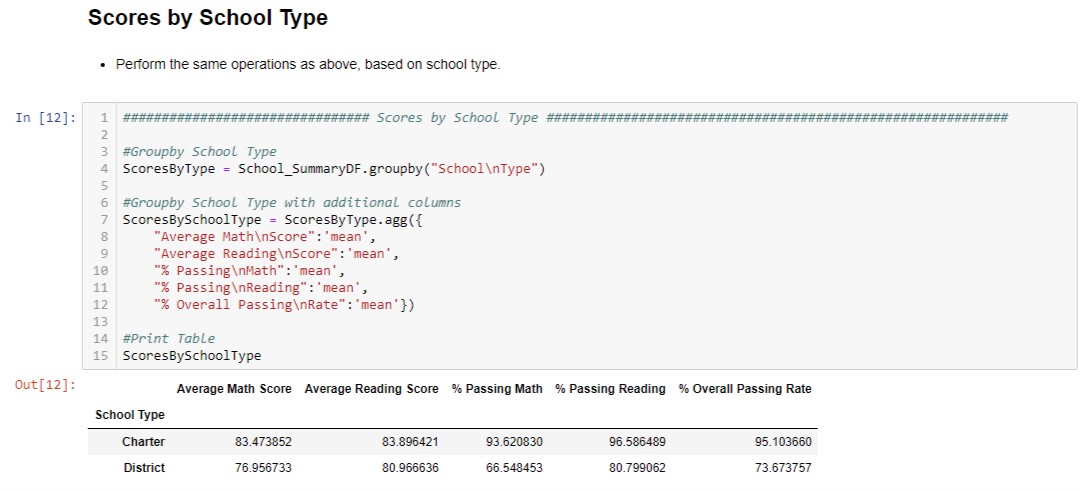 Scores by School Type
• Perform the same operations as above, based on school type.
In [12]:
1 ################################ Scores by School Type ############################################################
2
3 #Groupby School Type
4 ScoresByType = School_SummaryDF.groupby("School\nType")
5
6 #Groupby School Type with additional columns
7 ScoresBySchoolType = ScoresByType.agg({
8     "Average Math\nScore":'mean',
9     "Average Reading\nScore":'mean',
10     "% Passing\nMath":'mean',
11     "% Passing\nReading":'mean',
12     "% Overall Passing\nRate":'mean'})
13
14 #Print Table
15 ScoresBySchoolType
Out[12]:
Average Math Score Average Reading Score % Passing Math % Passing Reading % Overall Passing Rate
School Type
Charter 83.473852 83.896421 93.620830 96.586489 95.103660
District 76.956733 80.966636 66.548453 80.799062 73.673757